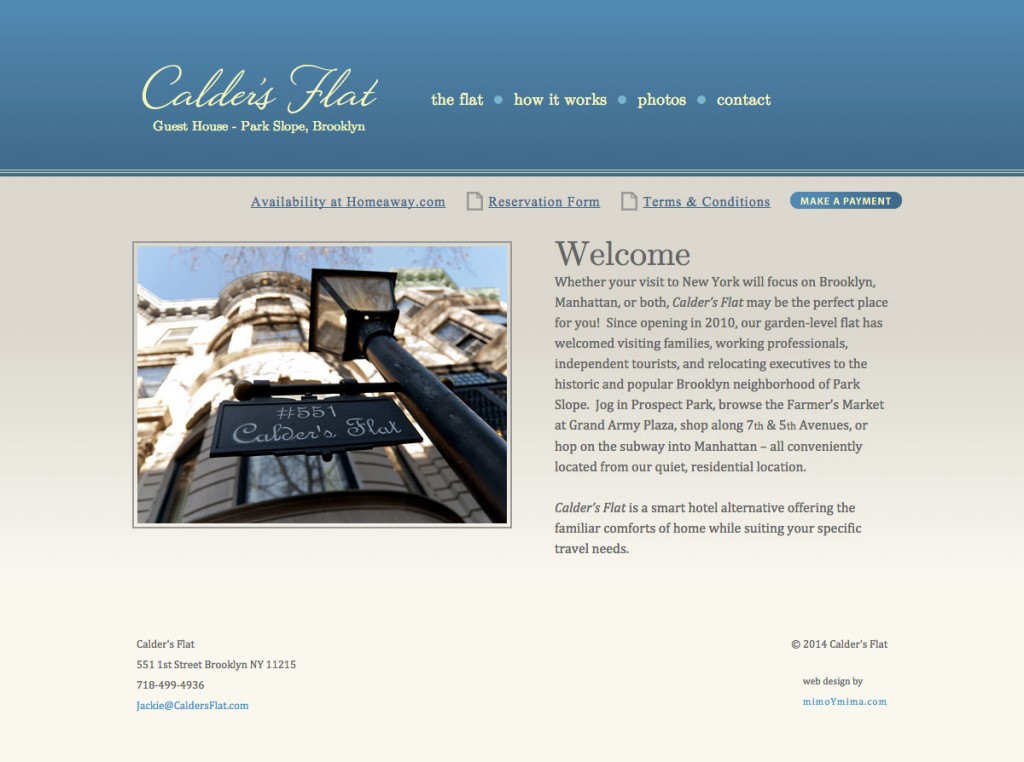 Calder's Flat
Guest House - Park Slope, Brooklyn
the flat • how it works • photos • contact
Availability at Homeaway.com Reservation Form Terms & Conditions MAKE A PAYMENT
#551
Calder's Flat
Welcome
Whether your visit to New York will focus on Brooklyn,
Manhattan, or both, Calder's Flat may be the perfect place
for you! Since opening in 2010, our garden-level flat has
welcomed visiting families, working professionals,
independent tourists, and relocating executives to the
historic and popular Brooklyn neighborhood of Park
Slope. Jog in Prospect Park, browse the Farmer's Market
at Grand Army Plaza, shop along 7th & 5th Avenues, or
hop on the subway into Manhattan – all conveniently
located from our quiet, residential location.
Calder's Flat is a smart hotel alternative offering the
familiar comforts of home while suiting your specific
travel needs.
Calder's Flat
551 1st Street Brooklyn NY 11215
718-499-4936
Jackie@CaldersFlat.com
© 2014 Calder's Flat
web design by
mimoYmima.com